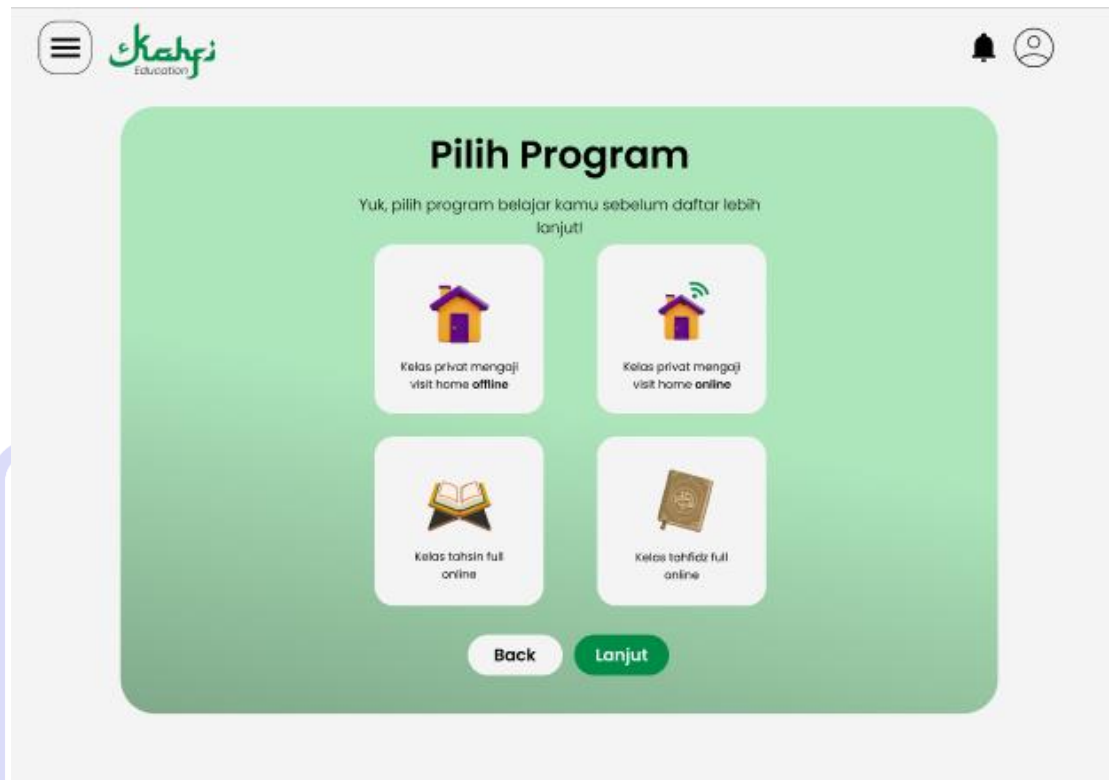 Kahfi
Education
Pilih Program
Yuk, pilih program belajar kamu sebelum daftar lebih
lanjut!
Kelas privat mengaji
visit home offline
Kelas privat mengaji
visit home online
Kelas tahsin full
online
Kelas tahfidz full
online
Back
Lanjut